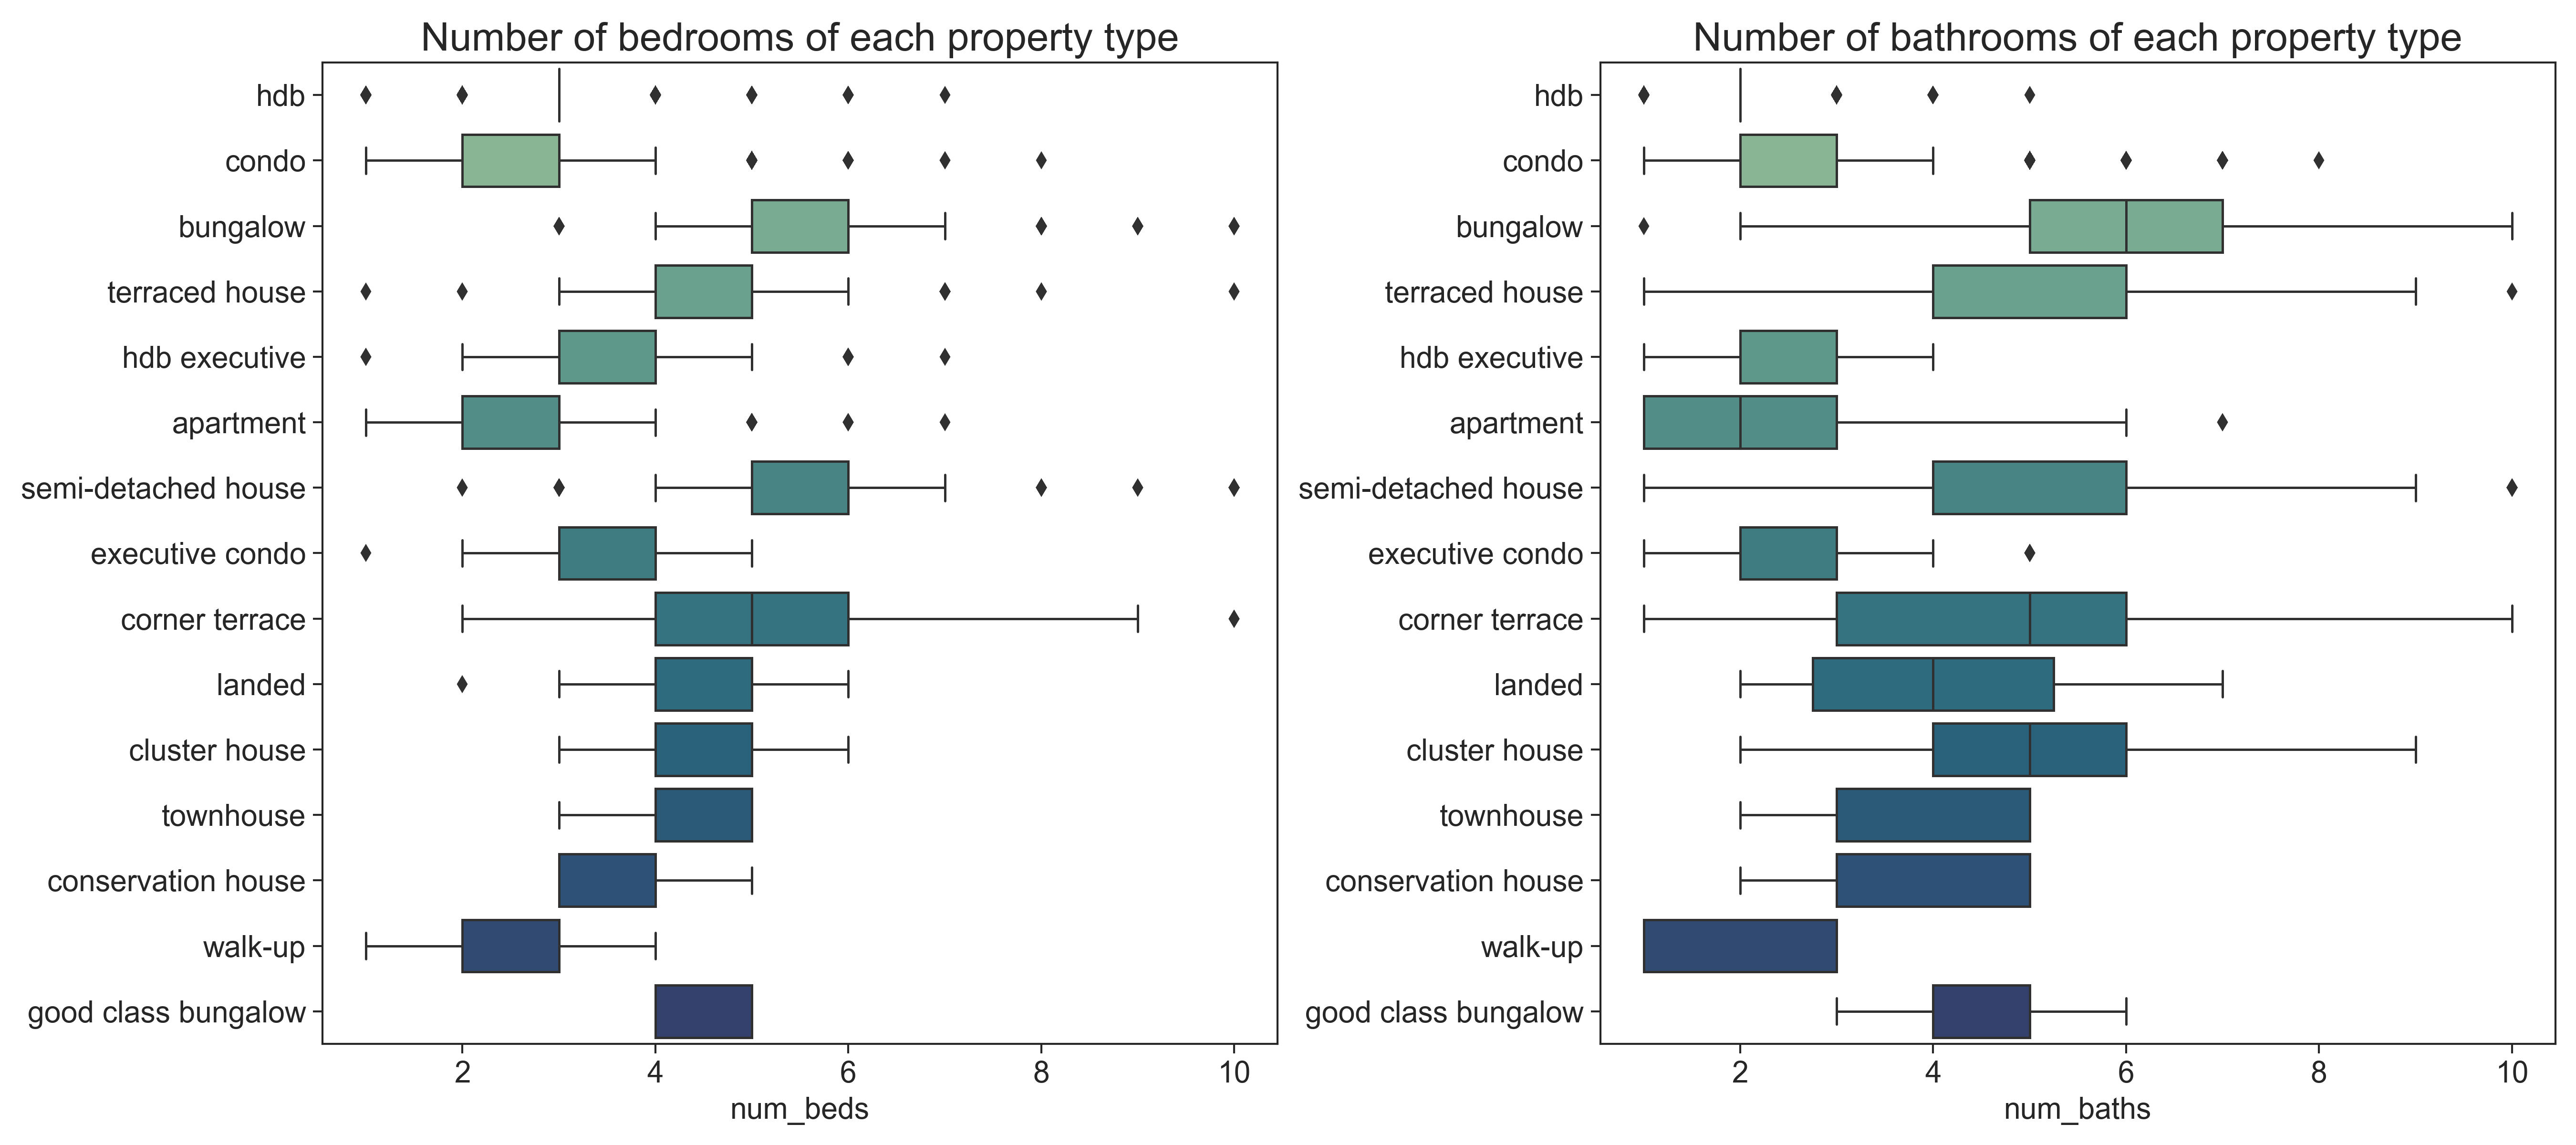 Number of bedrooms of each property type
hdb
condo
bungalow
terraced house
hdb executive
apartment
semi-detached house
executive condo
corner terrace
landed
cluster house
townhouse
conservation house
walk-up
good class bungalow
2 4 6 8 10
num_beds
Number of bathrooms of each property type
hdb
condo
bungalow
terraced house
hdb executive
apartment
semi-detached house
executive condo
corner terrace
landed
cluster house
townhouse
conservation house
walk-up
good class bungalow
2 4 6 8 10
num_baths